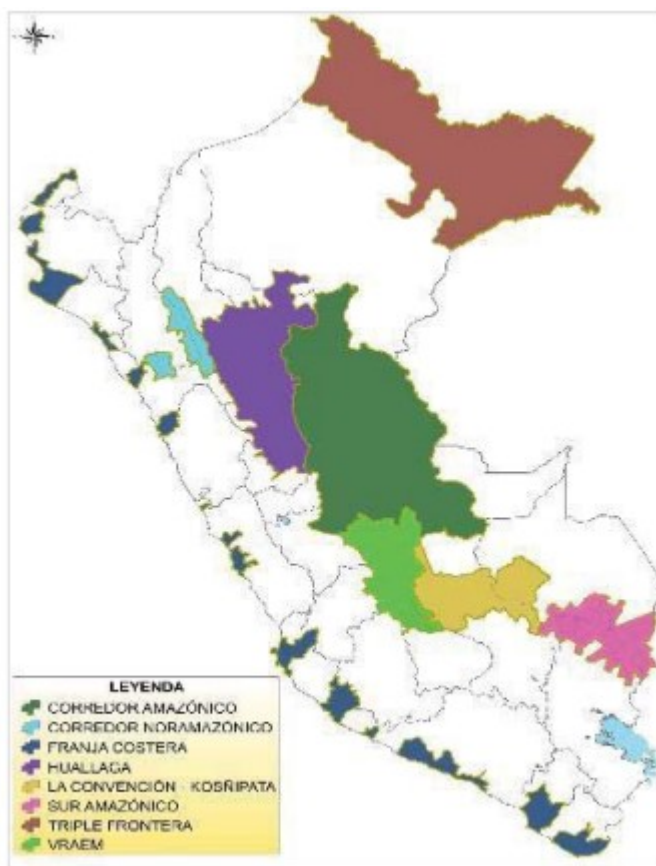 LEYENDA
CORREDOR AMAZÓNICO
CORREDOR NORAMAZÓNICO
FRANJA COSTERA
HUALLAGA
LA CONVENCIÓN - KOSÑIPATA
SUR AMAZÓNICO
TRIPLE FRONTERA
VRAEM